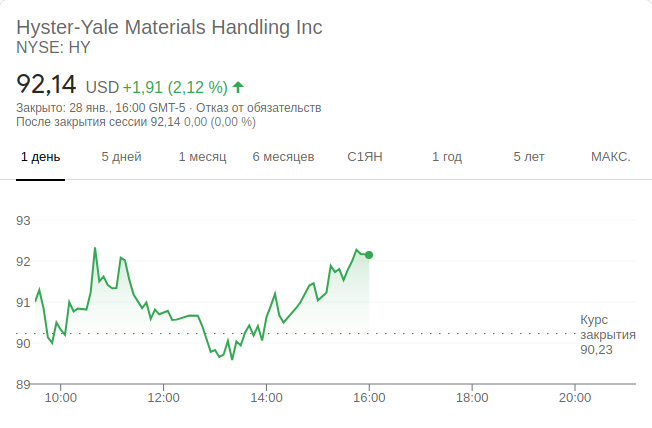 Hyster-Yale Materials Handling Inc
NYSE: HY
92,14 USD +1,91 (2,12 %)
Закрыто: 28 янв., 16:00 GMT-5 · Отказ от обязательств
После закрытия сессии 92,14 0,00 (0,00 %)
1 день 5 дней 1 месяц 6 месяцев С1ЯН 1 год 5 лет МАКС.
93
92
91
Курс
закрытия
90,23
90
89
10:00 12:00 14:00 16:00 18:00 20:00